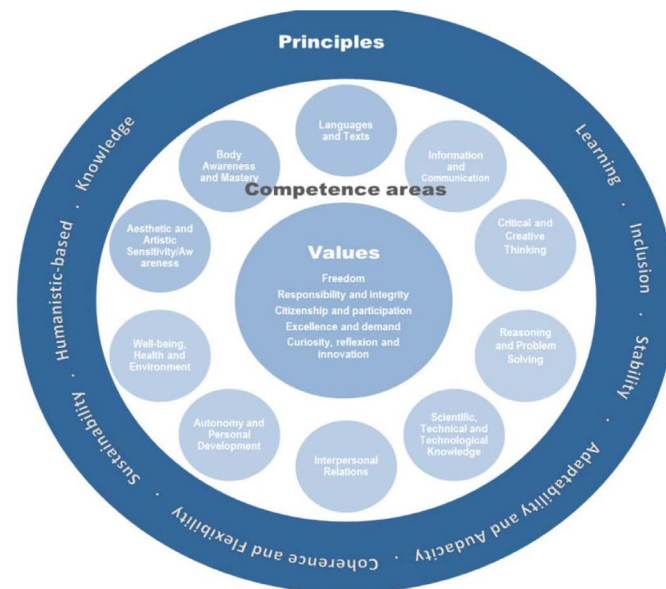 Principles
Learning · Inclusion · Stability · Adaptability and Audacity · Coherence and Flexibility · Sustainability · Humanistic-based · Knowledge
Competence areas
Languages
and Texts
Information
and
Communication
Critical and
Creative
Thinking
Reasoning
and Problem
Solving
Scientific,
Technical and
Technological
Knowledge
Interpersonal
Relations
Autonomy and
Personal
Development
Well-being,
Health and
Environment
Aesthetic and
Artistic
Sensitivity/Aw
areness
Body
Awareness
and Mastery
Values
Freedom
Responsibility and integrity
Citizenship and participation
Excellence and demand
Curiosity, reflexion and
innovation